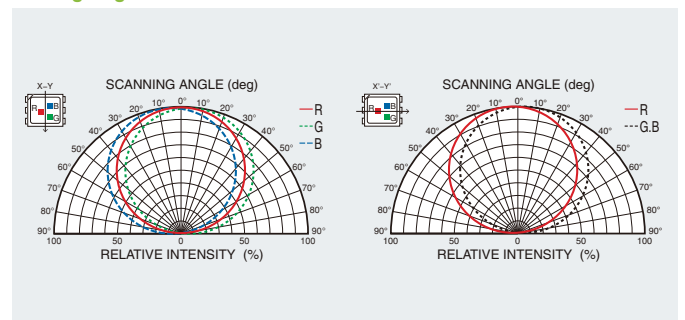 X-Y
R B
G
SCANNING ANGLE (deg)
0°
10° 10°
20° 20°
30° 30°
40° 40°
50° 50°
60° 60°
70° 70°
80° 80°
90° 90°
100 50 0 50 100
RELATIVE INTENSITY (%)
R
G
B
X'-Y'
R B
G
SCANNING ANGLE (deg)
0°
10° 10°
20° 20°
30° 30°
40° 40°
50° 50°
60° 60°
70° 70°
80° 80°
90° 90°
100 50 0 50 100
RELATIVE INTENSITY (%)
R
G.B